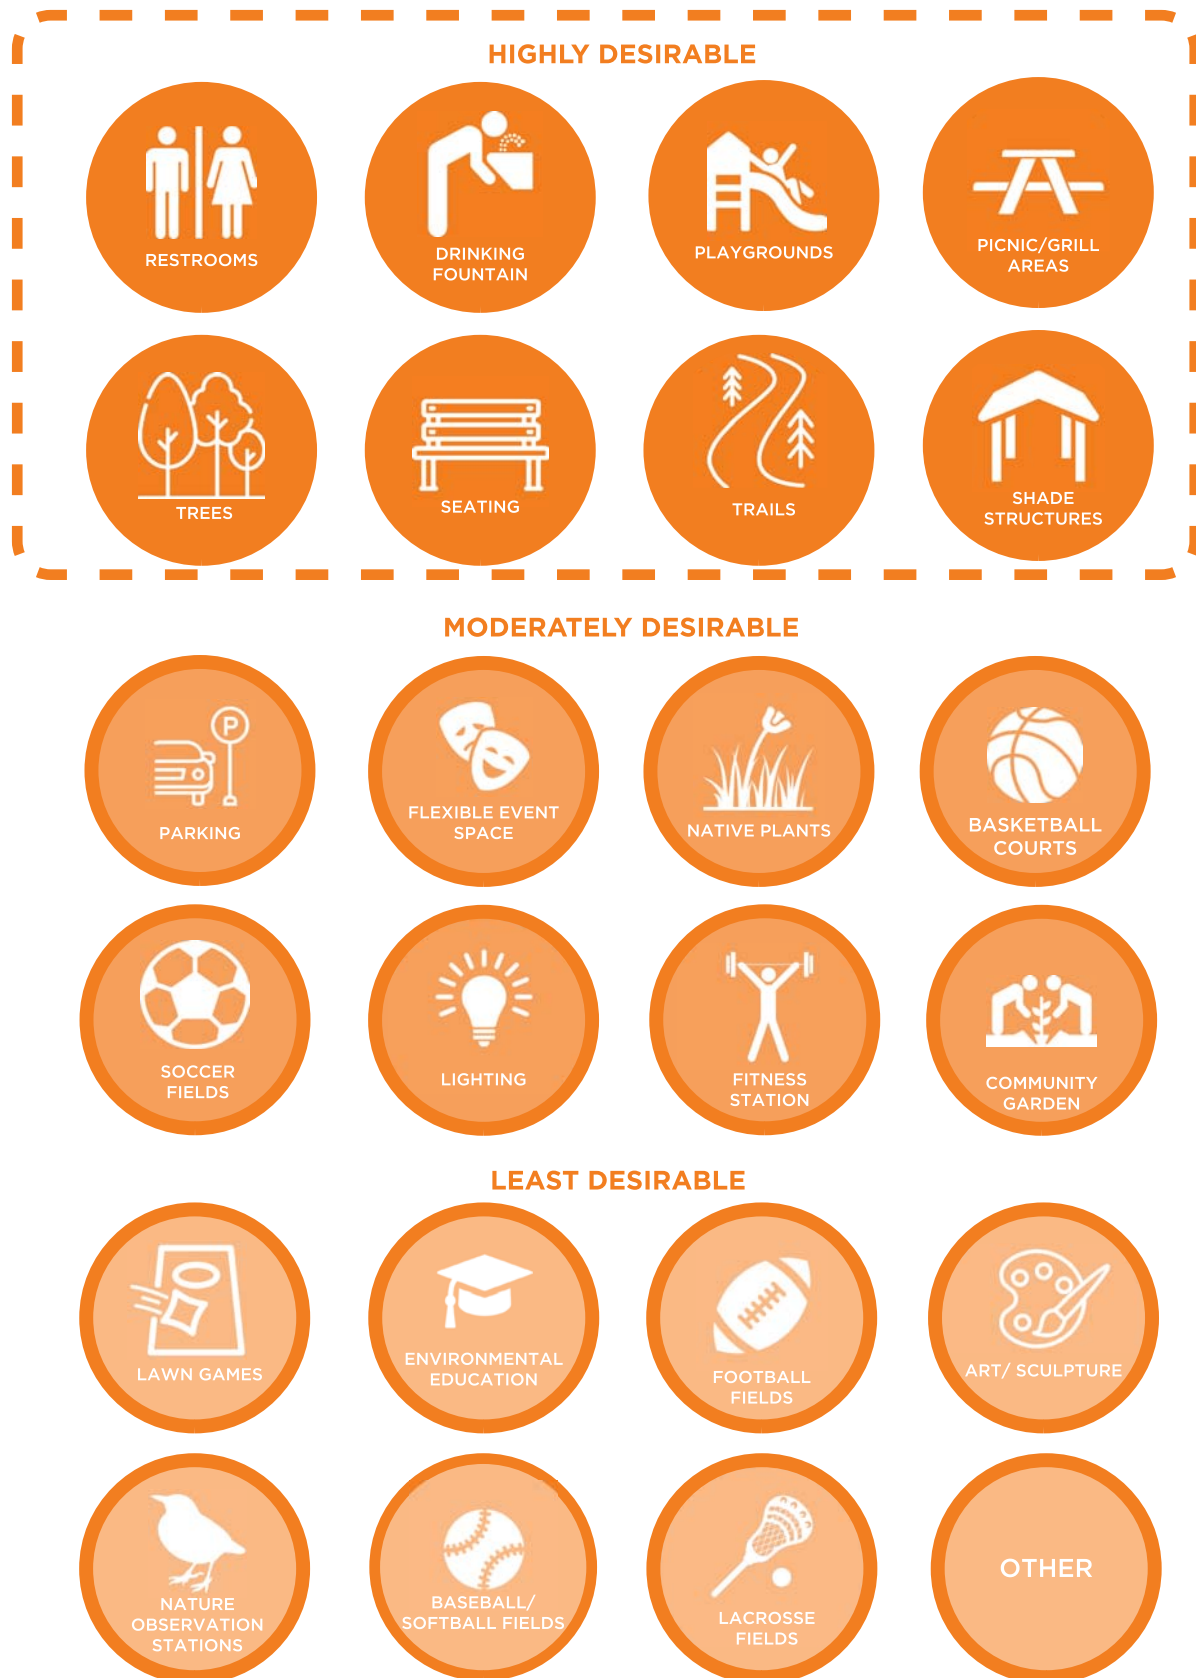 HIGHLY DESIRABLE
RESTROOMS
DRINKING
FOUNTAIN
PLAYGROUNDS
PICNIC/GRILL
AREAS
TREES
SEATING
TRAILS
SHADE
STRUCTURES
MODERATELY DESIRABLE
P
PARKING
FLEXIBLE EVENT
SPACE
NATIVE PLANTS
BASKETBALL
COURTS
SOCCER
FIELDS
LIGHTING
FITNESS
STATION
COMMUNITY
GARDEN
LEAST DESIRABLE
LAWN GAMES
ENVIRONMENTAL
EDUCATION
FOOTBALL
FIELDS
ART/ SCULPTURE
NATURE
OBSERVATION
STATIONS
BASEBALL/
SOFTBALL FIELDS
LACROSSE
FIELDS
OTHER